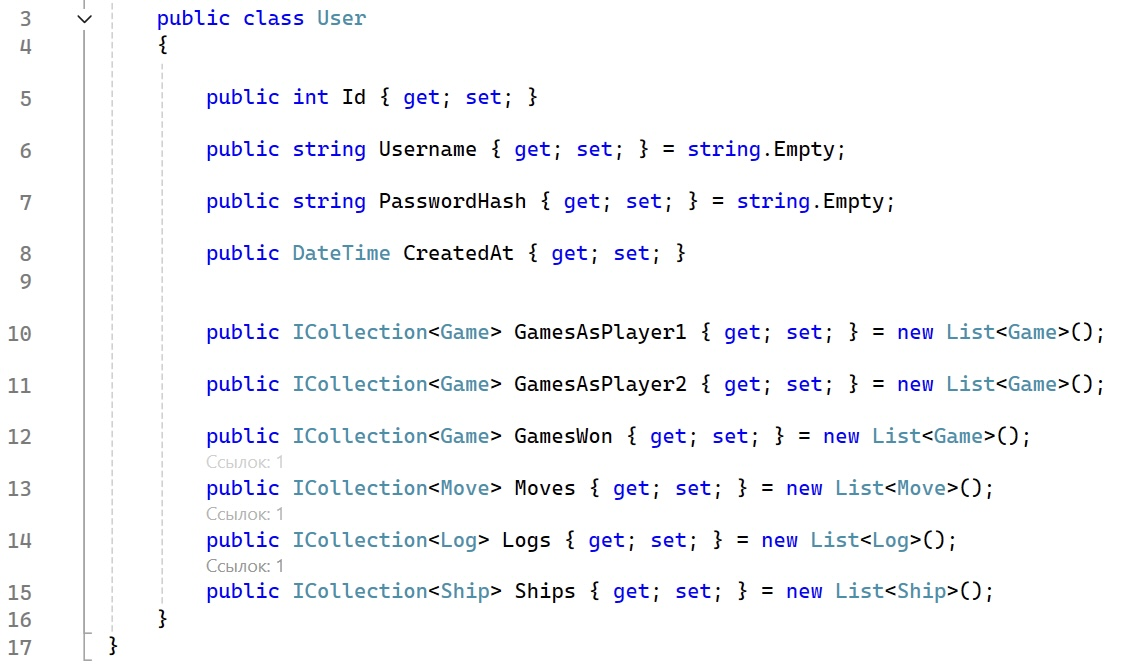 3 public class User
4 {
5 public int Id { get; set; }
6 public string Username { get; set; } = string.Empty;
7 public string PasswordHash { get; set; } = string.Empty;
8 public DateTime CreatedAt { get; set; }
9
10 public ICollection<Game> GamesAsPlayer1 { get; set; } = new List<Game>();
11 public ICollection<Game> GamesAsPlayer2 { get; set; } = new List<Game>();
12 public ICollection<Game> GamesWon { get; set; } = new List<Game>();
Ссылок: 1
13 public ICollection<Move> Moves { get; set; } = new List<Move>();
Ссылок: 1
14 public ICollection<Log> Logs { get; set; } = new List<Log>();
Ссылок: 1
15 public ICollection<Ship> Ships { get; set; } = new List<Ship>();
16 }
17 }